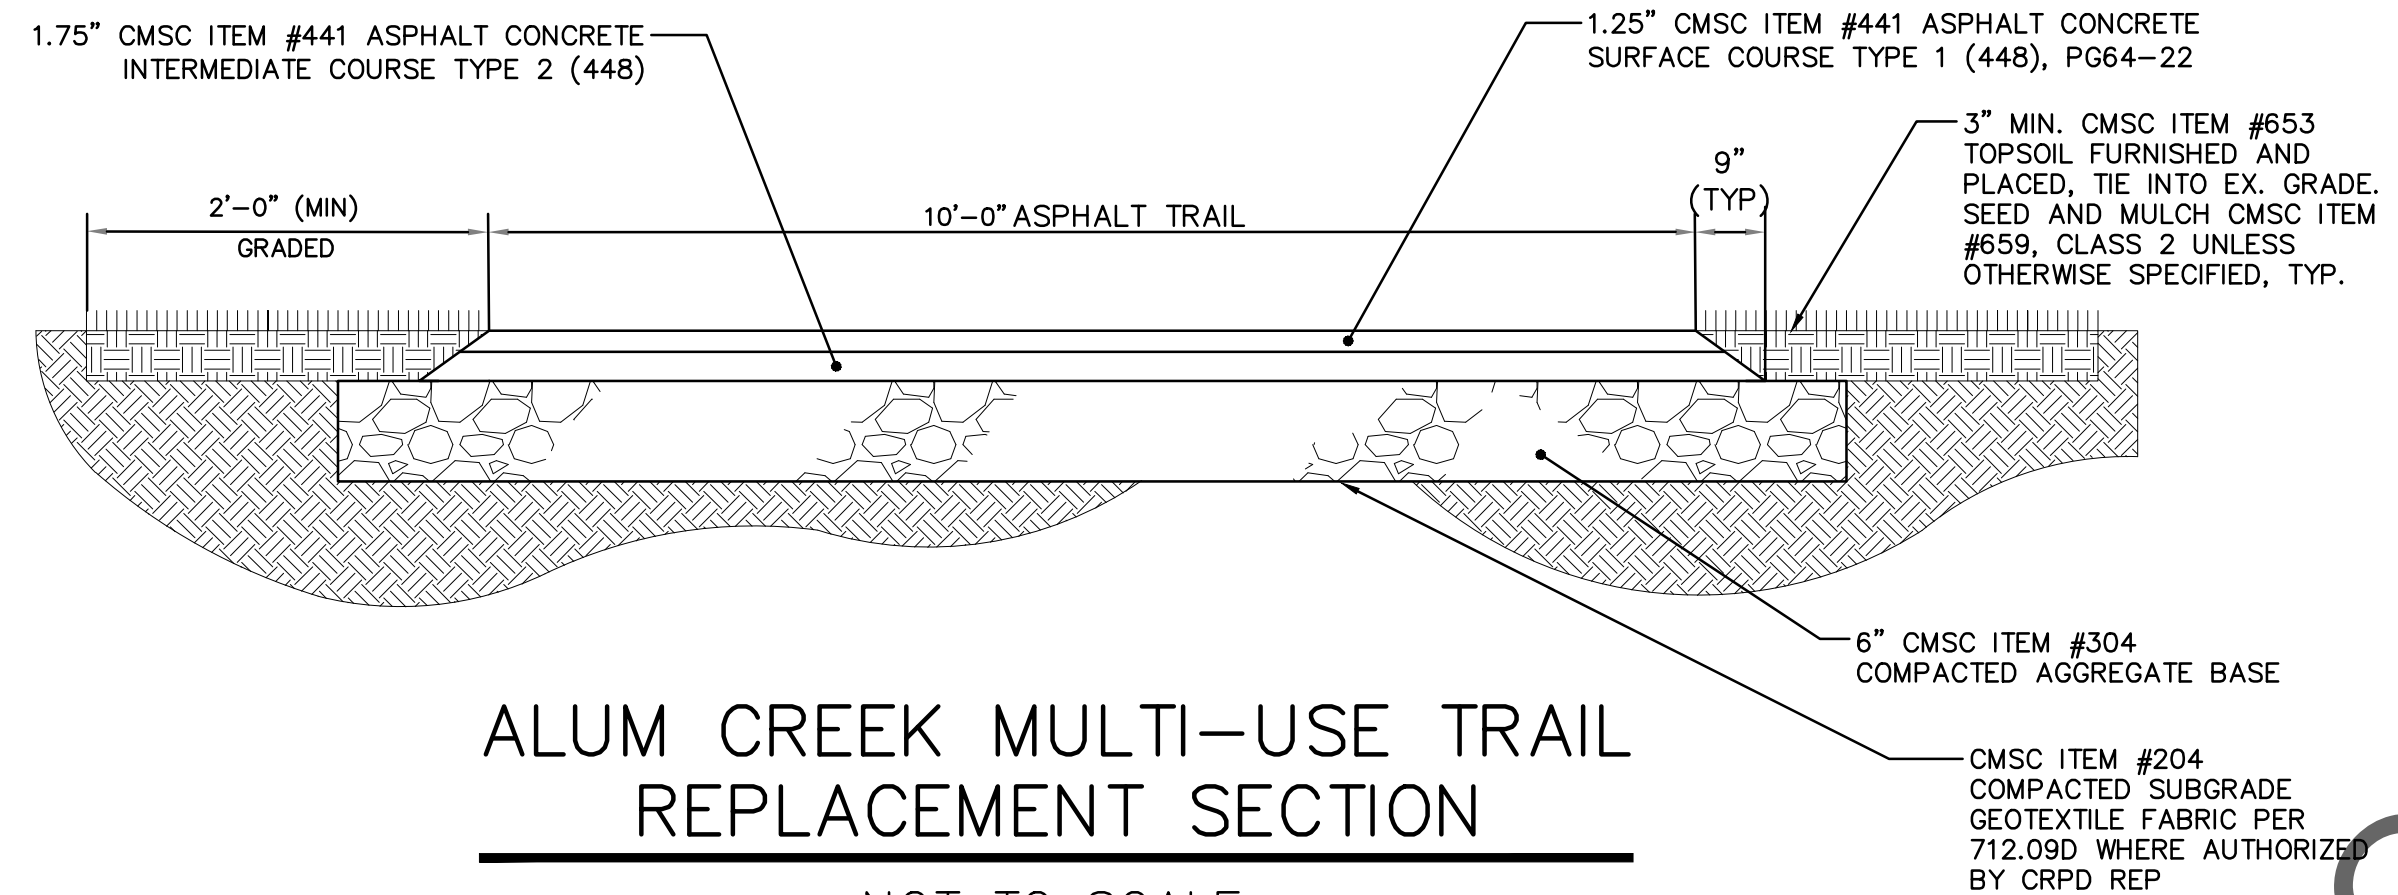 1.75” CMSC ITEM #441 ASPHALT CONCRETE
INTERMEDIATE COURSE TYPE 2 (448)
1.25” CMSC ITEM #441 ASPHALT CONCRETE
SURFACE COURSE TYPE 1 (448), PG64-22
3” MIN. CMSC ITEM #653
TOPSOIL FURNISHED AND
PLACED, TIE INTO EX. GRADE.
SEED AND MULCH CMSC ITEM
#659, CLASS 2 UNLESS
OTHERWISE SPECIFIED, TYP.
9”
(TYP)
2’-0” (MIN)
GRADED
10’-0” ASPHALT TRAIL
6” CMSC ITEM #304
COMPACTED AGGREGATE BASE
CMSC ITEM #204
COMPACTED SUBGRADE
GEOTEXTILE FABRIC PER
712.09D WHERE AUTHORIZED
BY CRPD REP
ALUM CREEK MULTI-USE TRAIL
REPLACEMENT SECTION
NOT TO SCALE